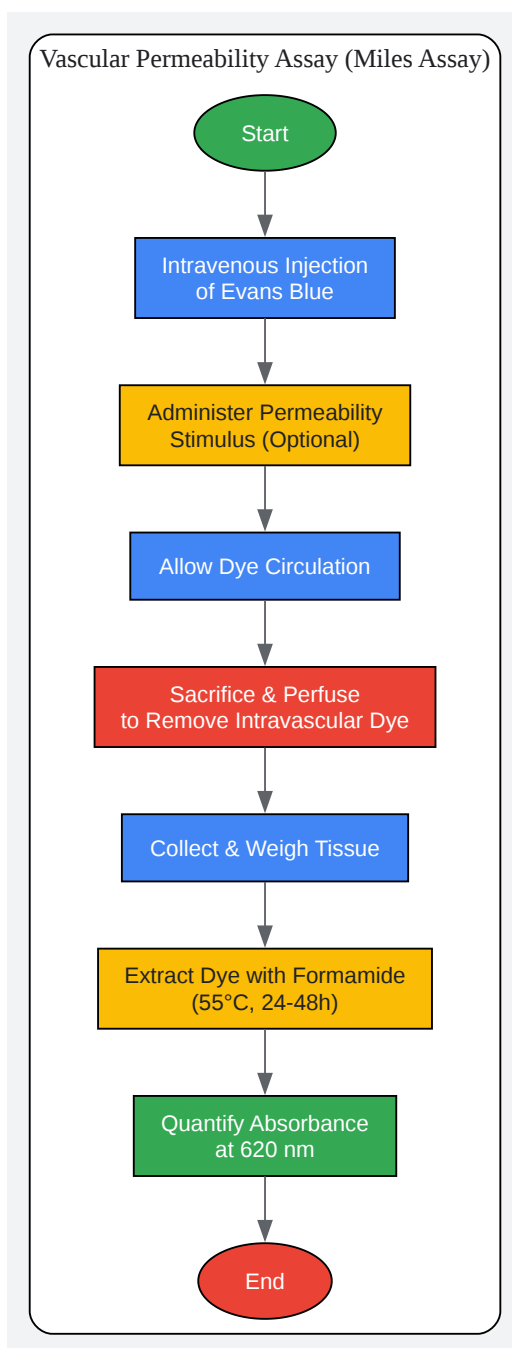 Vascular Permeability Assay (Miles Assay)
Start
Intravenous Injection
of Evans Blue
Administer Permeability
Stimulus (Optional)
Allow Dye Circulation
Sacrifice & Perfuse
to Remove Intravascular Dye
Collect & Weigh Tissue
Extract Dye with Formamide
(55°C, 24-48h)
Quantify Absorbance
at 620 nm
End